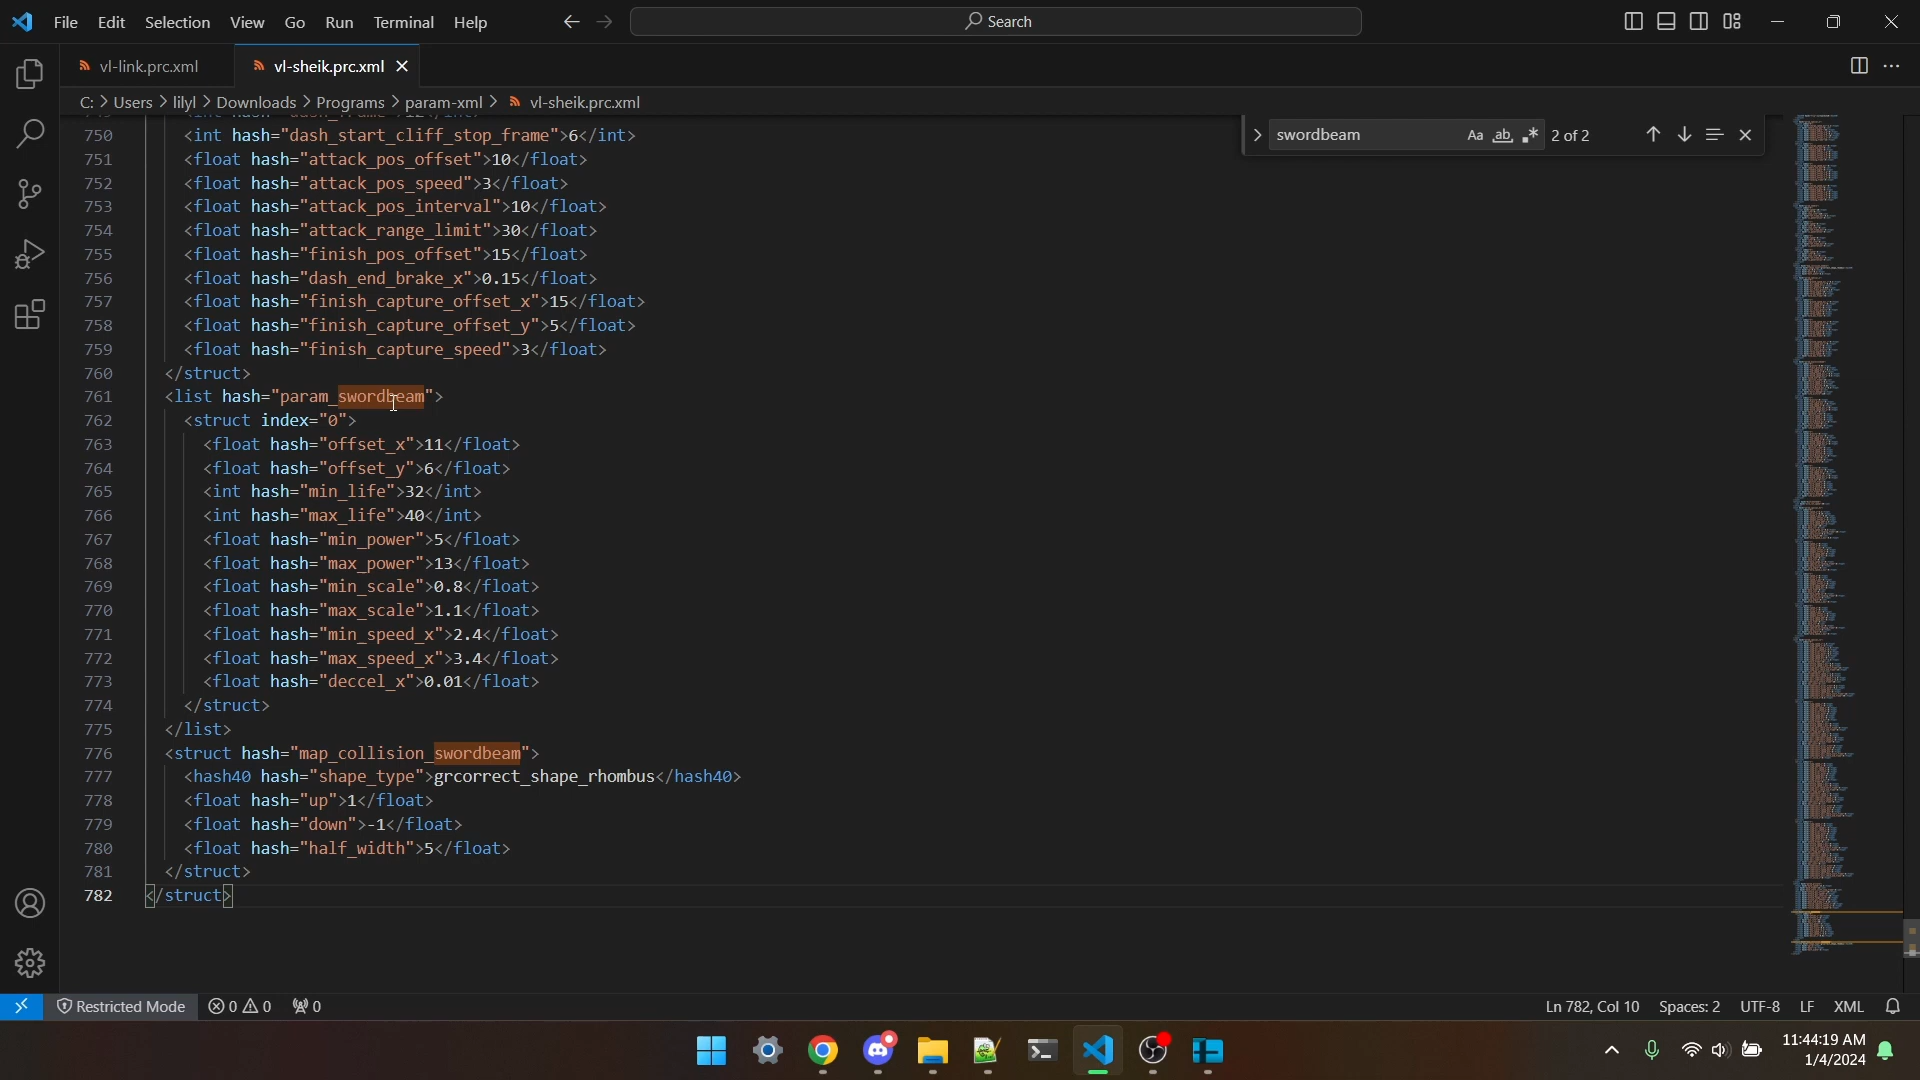 File Edit Selection View Go Run Terminal Help
Search
vl-link.prc.xml
vl-sheik.prc.xml
C: > Users > lilyl > Downloads > Programs > param-xml > vl-sheik.prc.xml
swordbeam Aa ab 2 of 2
750 <int hash="dash_start_cliff_stop_frame">6</int>
751 <float hash="attack_pos_offset">10</float>
752 <float hash="attack_pos_speed">3</float>
753 <float hash="attack_pos_interval">10</float>
754 <float hash="attack_range_limit">30</float>
755 <float hash="finish_pos_offset">15</float>
756 <float hash="dash_end_brake_x">0.15</float>
757 <float hash="finish_capture_offset_x">15</float>
758 <float hash="finish_capture_offset_y">5</float>
759 <float hash="finish_capture_speed">3</float>
760 </struct>
761 <list hash="param_swordbeam">
762 <struct index="0">
763 <float hash="offset_x">11</float>
764 <float hash="offset_y">6</float>
765 <int hash="min_life">32</int>
766 <int hash="max_life">40</int>
767 <float hash="min_power">5</float>
768 <float hash="max_power">13</float>
769 <float hash="min_scale">0.8</float>
770 <float hash="max_scale">1.1</float>
771 <float hash="min_speed_x">2.4</float>
772 <float hash="max_speed_x">3.4</float>
773 <float hash="deccel_x">0.01</float>
774 </struct>
775 </list>
776 <struct hash="map_collision_swordbeam">
777 <hash40 hash="shape_type">grcorrect_shape_rhombus</hash40>
778 <float hash="up">1</float>
779 <float hash="down">-1</float>
780 <float hash="half_width">5</float>
781 </struct>
782 </struct>
Restricted Mode 0 0 0 Ln 782, Col 10 Spaces: 2 UTF-8 LF XML
11:44:19 AM
1/4/2024